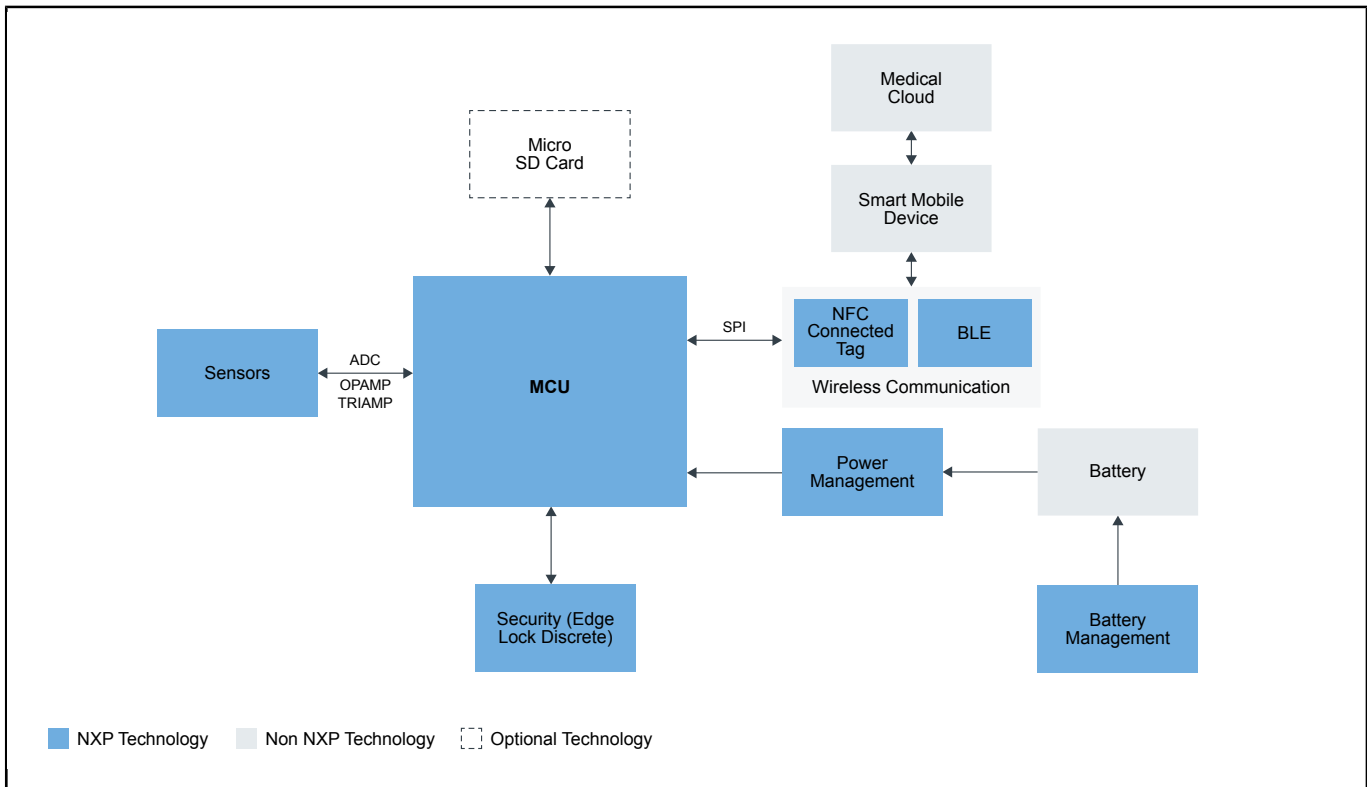 Medical
Cloud
Micro
SD Card
Smart Mobile
Device
NFC
Connected
Tag
BLE
SPI
Wireless Communication
Sensors
ADC
OPAMP
TRIAMP
MCU
Power
Management
Battery
Security (Edge
Lock Discrete)
Battery
Management
NXP Technology
Non NXP Technology
Optional Technology